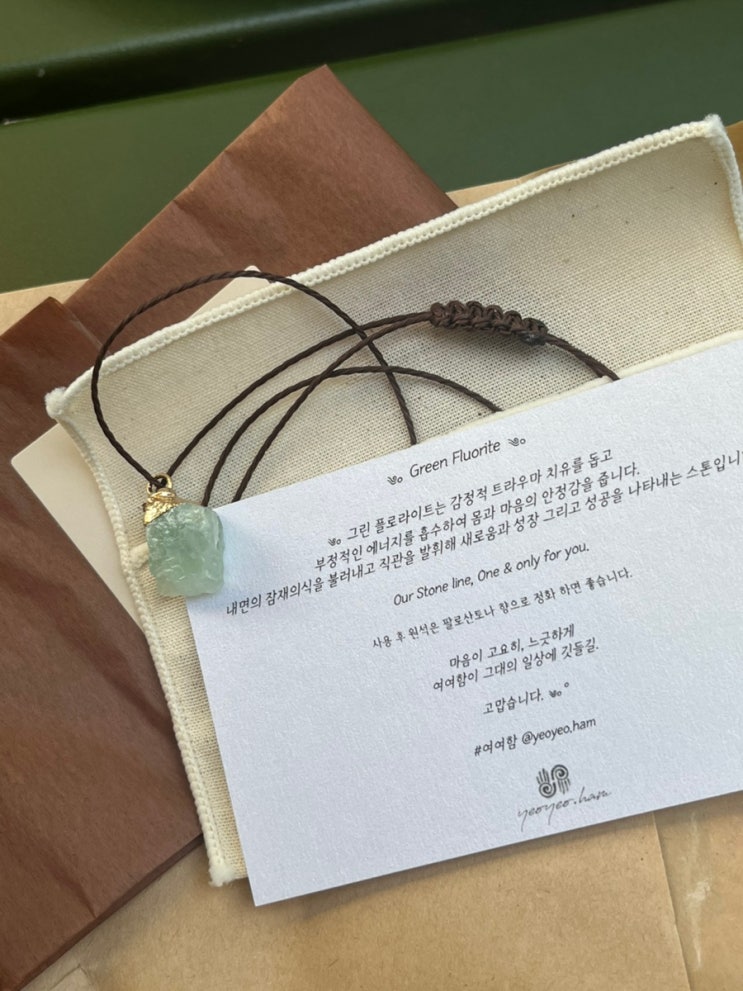 Green Fluorite
그린 플로라이트는 감정적 트라우마 치유를 돕고
부정적인 에너지를 흡수하여 몸과 마음의 안정감을 줍니다.
내면의 잠재의식을 불러내고 직관을 발휘해 새로움과 성장 그리고 성공을 나타내는 스톤입니
Our Stone line, One & only for you.
사용 후 원석은 팔로산토나 향으로 정화 하면 좋습니다.
마음이 고요히, 느긋하게
여여함이 그대의 일상에 깃들길.
고맙습니다.
#여여함 @yeoyeo.ham
yeoyeo.ham